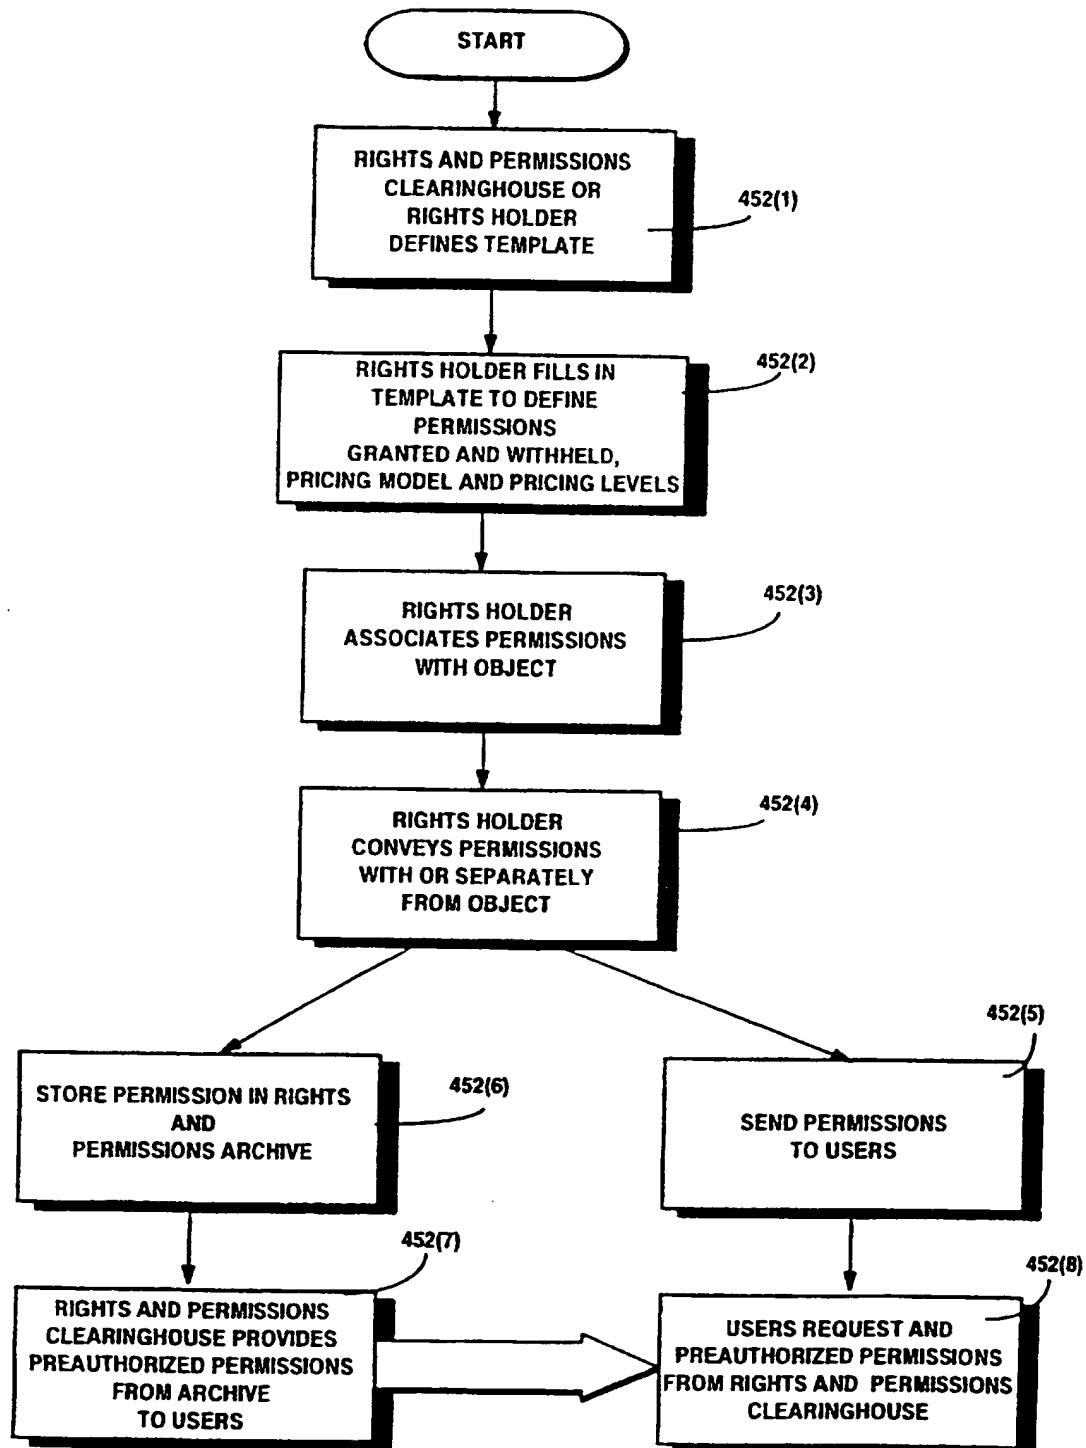 START
RIGHTS AND PERMISSIONS
CLEARINGHOUSE OR
RIGHTS HOLDER
DEFINES TEMPLATE
452(1)
RIGHTS HOLDER FILLS IN
TEMPLATE TO DEFINE
PERMISSIONS
GRANTED AND WITHHELD,
PRICING MODEL AND PRICING LEVELS
452(2)
RIGHTS HOLDER
ASSOCIATES PERMISSIONS
WITH OBJECT
452(3)
RIGHTS HOLDER
CONVEYS PERMISSIONS
WITH OR SEPARATELY
FROM OBJECT
452(4)
452(5)
SEND PERMISSIONS
TO USERS
STORE PERMISSION IN RIGHTS
AND
PERMISSIONS ARCHIVE
452(6)
452(7)
RIGHTS AND PERMISSIONS
CLEARINGHOUSE PROVIDES
PREAUTHORIZED PERMISSIONS
FROM ARCHIVE
TO USERS
452(8)
USERS REQUEST AND
PREAUTHORIZED PERMISSIONS
FROM RIGHTS AND PERMISSIONS
CLEARINGHOUSE